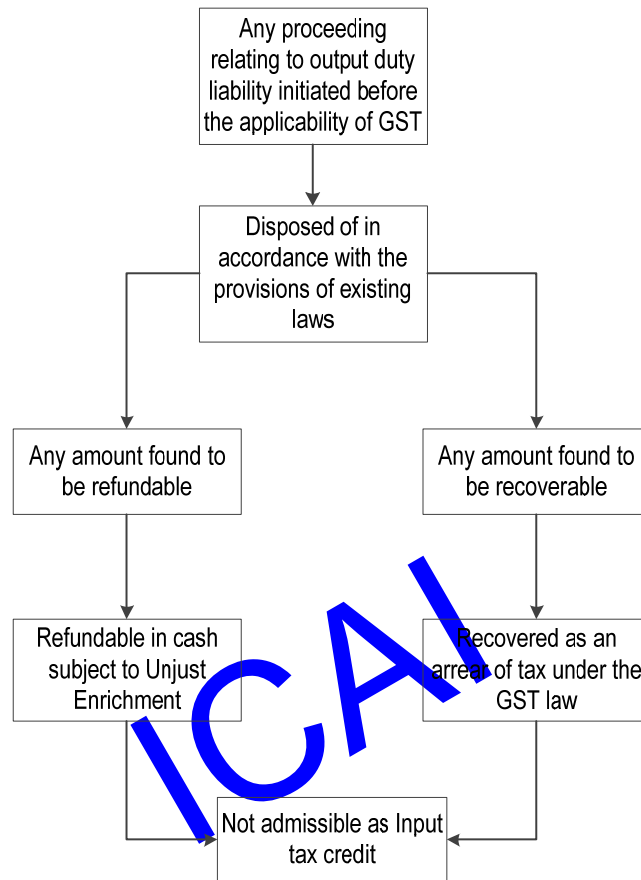 Any proceeding
relating to output duty
liability initiated before
the applicability of GST
Disposed of in
accordance with the
provisions of existing
laws
Any amount found to
be refundable
Any amount found to
be recoverable
Refundable in cash
subject to Unjust
Enrichment
Recovered as an
arrear of tax under the
GST law
Not admissible as Input
tax credit
ICAI